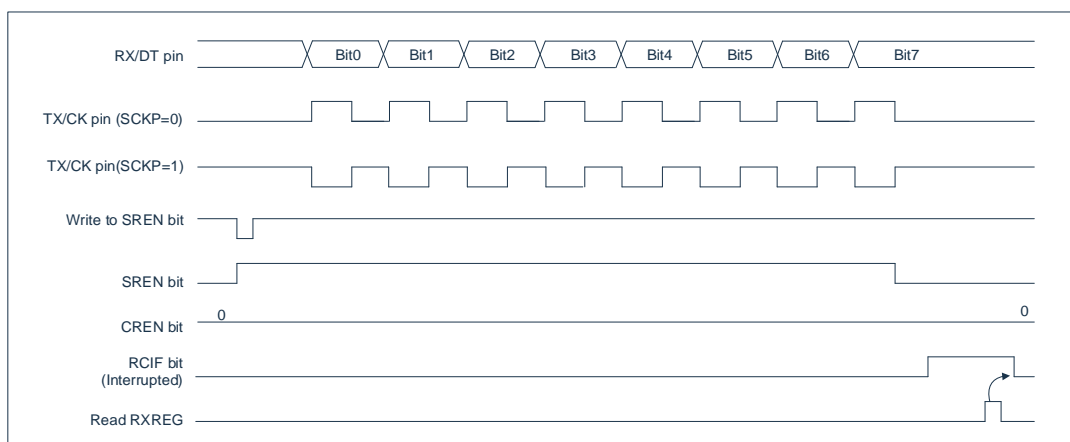 RX/DT pin
Bit0 Bit1 Bit2 Bit3 Bit4 Bit5 Bit6 Bit7
TX/CK pin (SCKP=0)
TX/CK pin(SCKP=1)
Write to SREN bit
SREN bit
0 0
CREN bit
RCIF bit
(Interrupted)
Read RXREG